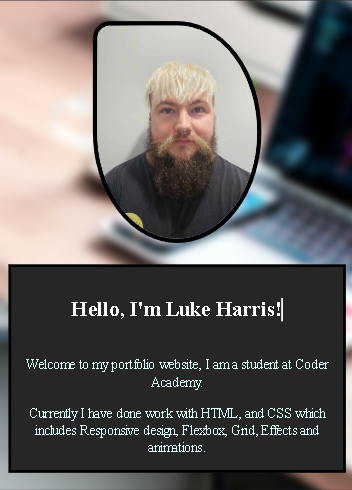 Hello, I'm Luke Harris!
Welcome to my portfolio website, I am a student at Coder
Academy.
Currently I have done work with HTML, and CSS which
includes Responsive design, Flexbox, Grid, Effects and
animations.